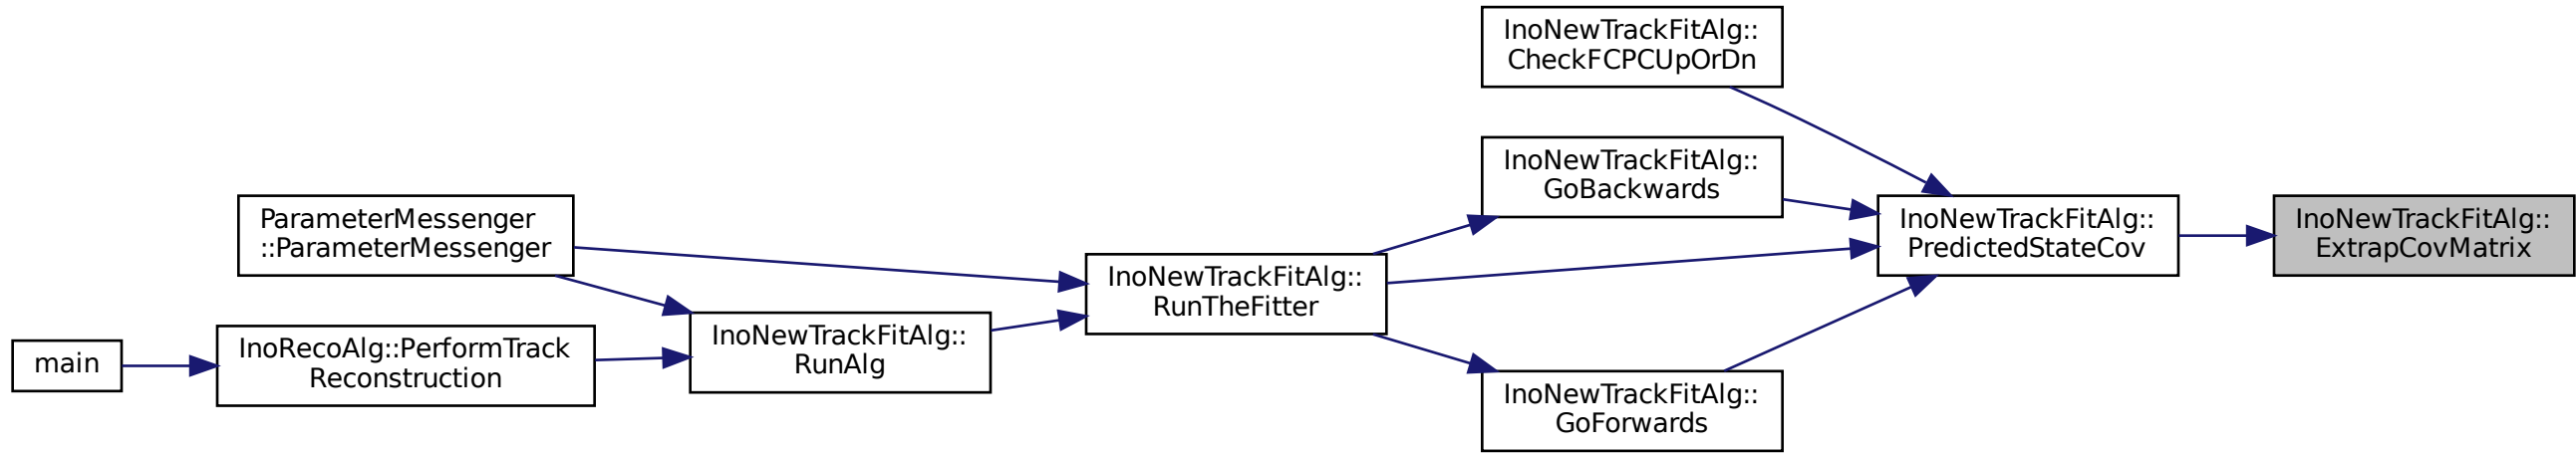 InoNewTrackFitAlg::
CheckFCPCUpOrDn
InoNewTrackFitAlg::
GoBackwards
ParameterMessenger
::ParameterMessenger
InoNewTrackFitAlg::
PredictedStateCov
InoNewTrackFitAlg::
ExtrapCovMatrix
InoNewTrackFitAlg::
RunTheFitter
main
InoRecoAlg::PerformTrack
Reconstruction
InoNewTrackFitAlg::
RunAlg
InoNewTrackFitAlg::
GoForwards